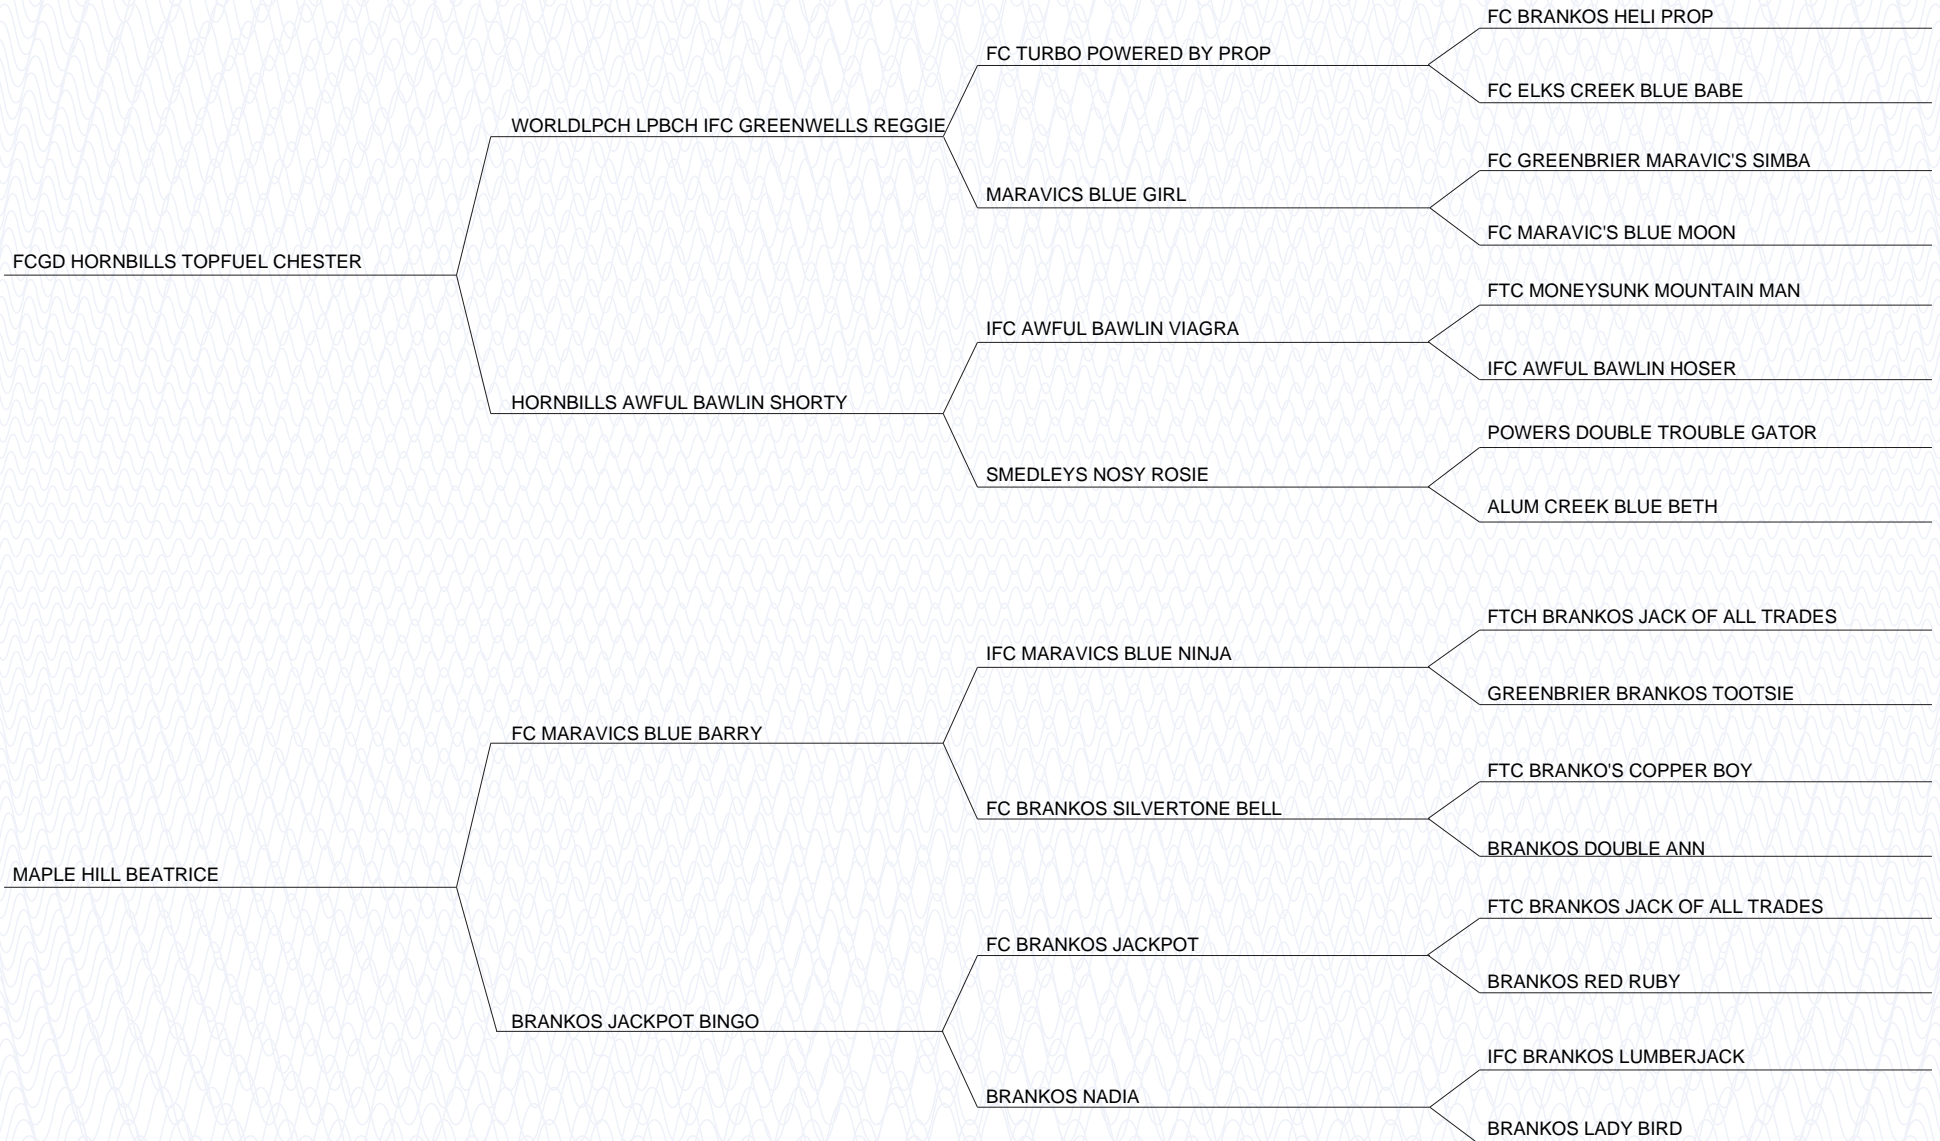 FC BRANKOS HELI PROP
FC TURBO POWERED BY PROP
FC ELKS CREEK BLUE BABE
WORLDLPCH LPBCH IFC GREENWELLS REGGIE
FC GREENBRIER MARAVIC'S SIMBA
MARAVICS BLUE GIRL
FC MARAVIC'S BLUE MOON
FCGD HORNBILLS TOPFUEL CHESTER
FTC MONEYSUNK MOUNTAIN MAN
IFC AWFUL BAWLIN VIAGRA
IFC AWFUL BAWLIN HOSER
HORNBILLS AWFUL BAWLIN SHORTY
POWERS DOUBLE TROUBLE GATOR
SMEDLEYS NOSY ROSIE
ALUM CREEK BLUE BETH
FTCH BRANKOS JACK OF ALL TRADES
IFC MARAVICS BLUE NINJA
GREENBRIER BRANKOS TOOTSIE
FC MARAVICS BLUE BARRY
FTC BRANKO'S COPPER BOY
FC BRANKOS SILVERTONE BELL
BRANKOS DOUBLE ANN
MAPLE HILL BEATRICE
FTC BRANKOS JACK OF ALL TRADES
FC BRANKOS JACKPOT
BRANKOS RED RUBY
BRANKOS JACKPOT BINGO
IFC BRANKOS LUMBERJACK
BRANKOS NADIA
BRANKOS LADY BIRD